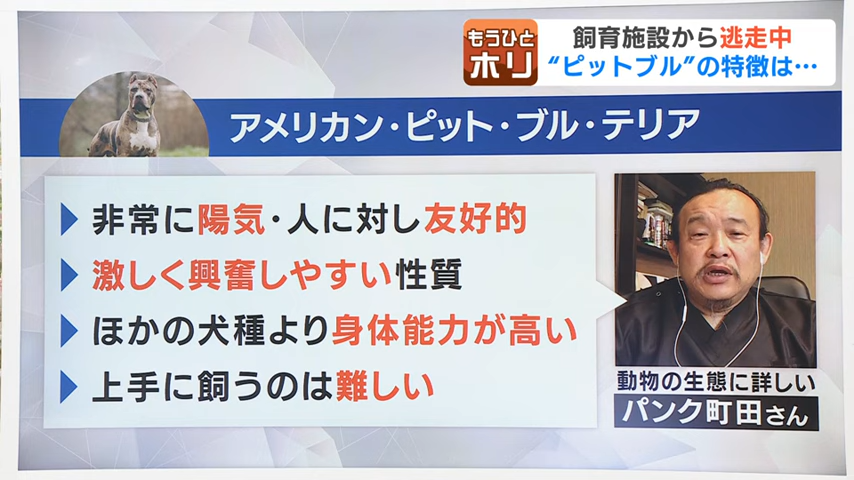 もうひと
ホリ
飼育施設から逃走中
“ピットブル”の特徴は…
アメリカン・ピット・ブル・テリア
非常に陽気・人に対し友好的
激しく興奮しやすい性質
ほかの犬種より身体能力が高い
上手に飼うのは難しい
動物の生態に詳しい
パンク町田さん